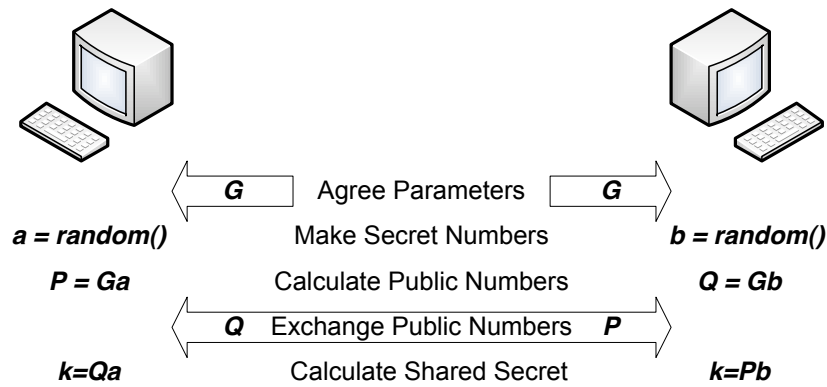 G Agree Parameters G
a = random() Make Secret Numbers b = random()
P = Ga Calculate Public Numbers Q = Gb
Q Exchange Public Numbers P
k=Qa Calculate Shared Secret k=Pb